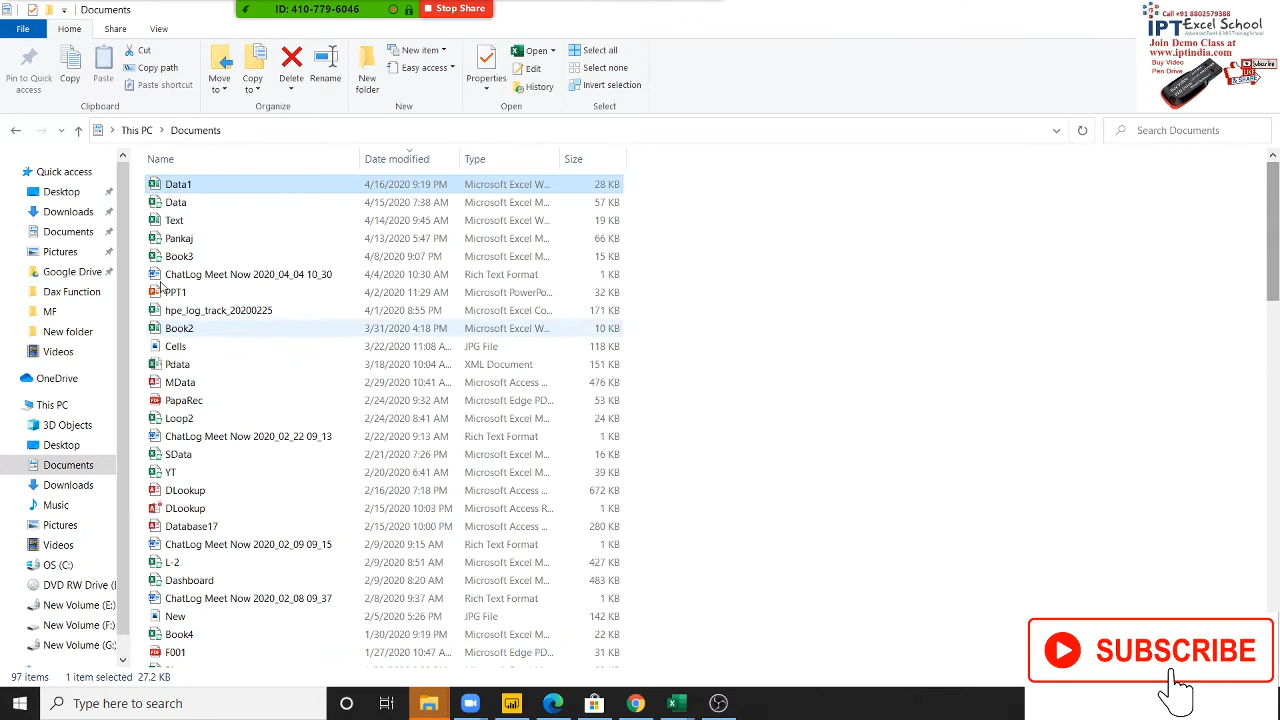 Documents
ID: 410-779-6046 Stop Share
File Home Share View
Pin to Quick access
Copy
Paste
Cut
Copy path
Paste shortcut
Clipboard
Move to
Copy to
Delete
Rename
Organize
New folder
New item
Easy access
New
Properties
Open
Edit
History
Open
Select all
Select none
Invert selection
Select
Call +91 8802579388
IPT Excel School
Advanced Excel & MIS Training School
Join Demo Class at
www.iptindia.com
Buy Video
Pen Drive
Subscribe
& SHARE
This PC Documents
Search Documents
Name Date modified Type Size
Quick access
Desktop
Downloads
Documents
Pictures
Google Drive
Dax Function
MF
New folder
Videos
OneDrive
This PC
3D Objects
Desktop
Documents
Downloads
Music
Pictures
Videos
OS (C:)
DVD RW Drive (
New Volume (E:)
New Volume (F:)
New Volume (G:)
Data1 4/16/2020 9:19 PM Microsoft Excel W... 28 KB
Data 4/15/2020 7:38 AM Microsoft Excel M... 57 KB
Text 4/14/2020 9:45 AM Microsoft Excel W... 19 KB
Pankaj 4/13/2020 5:47 PM Microsoft Excel M... 66 KB
Book3 4/8/2020 9:07 PM Microsoft Excel M... 15 KB
ChatLog Meet Now 2020_04_04 10_30 4/4/2020 10:30 AM Rich Text Format 1 KB
PPT1 4/2/2020 11:29 AM Microsoft PowerPo... 32 KB
hpe_log_track_20200225 4/1/2020 8:55 PM Microsoft Excel Co... 171 KB
Book2 3/31/2020 4:18 PM Microsoft Excel W... 10 KB
Cells 3/22/2020 11:08 A... JPG File 118 KB
Pdata 3/18/2020 10:04 A... XML Document 151 KB
MData 2/29/2020 10:41 A... Microsoft Access ... 476 KB
PapaRec 2/24/2020 9:32 AM Microsoft Edge PD... 53 KB
Loop2 2/24/2020 8:41 AM Microsoft Excel M... 24 KB
ChatLog Meet Now 2020_02_22 09_13 2/22/2020 9:13 AM Rich Text Format 1 KB
SData 2/21/2020 7:26 PM Microsoft Excel M... 16 KB
YT 2/20/2020 6:41 AM Microsoft Excel M... 39 KB
DLookup 2/16/2020 7:18 PM Microsoft Access ... 672 KB
DLookup 2/15/2020 10:03 PM Microsoft Access R... 1 KB
Database17 2/15/2020 10:00 PM Microsoft Access ... 280 KB
ChatLog Meet Now 2020_02_09 09_15 2/9/2020 9:15 AM Rich Text Format 1 KB
L-2 2/9/2020 8:51 AM Microsoft Excel M... 427 KB
Dashboard 2/9/2020 8:20 AM Microsoft Excel M... 483 KB
ChatLog Meet Now 2020_02_08 09_37 2/8/2020 9:37 AM Rich Text Format 1 KB
New 2/5/2020 5:26 PM JPG File 142 KB
Book4 1/30/2020 9:19 PM Microsoft Excel M... 22 KB
F001 1/27/2020 10:47 A... Microsoft Edge PD... 31 KB
97 items 1 item selected 27.2 KB
SUBSCRIBE
Type here to search